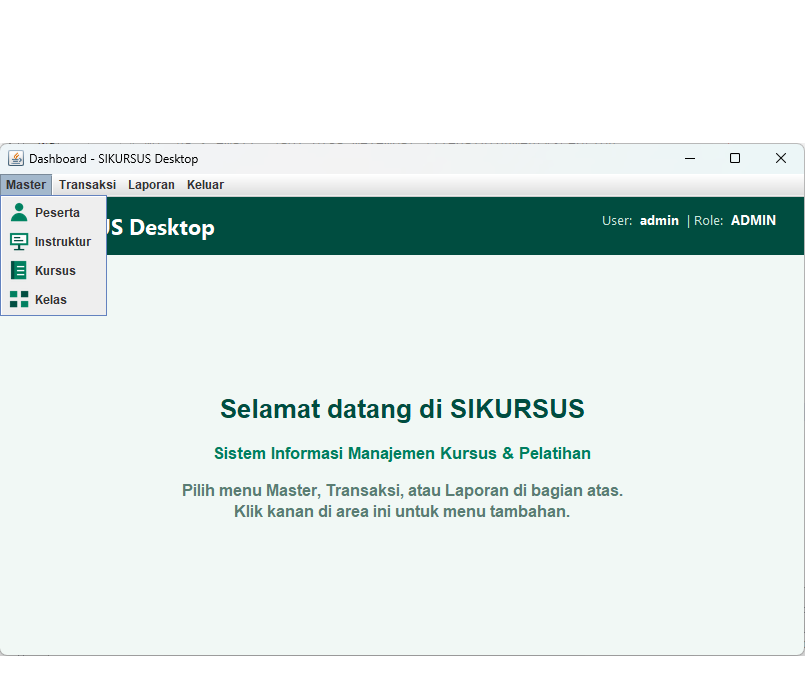 Dashboard - SIKURSUS Desktop
Master Transaksi Laporan Keluar
Peserta
Instruktur
Kursus
Kelas
US Desktop
User: admin | Role: ADMIN
Selamat datang di SIKURSUS
Sistem Informasi Manajemen Kursus & Pelatihan
Pilih menu Master, Transaksi, atau Laporan di bagian atas.
Klik kanan di area ini untuk menu tambahan.